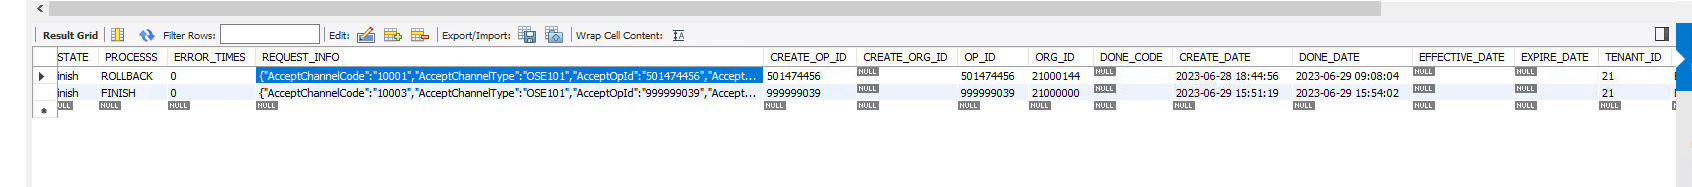 Result Grid Filter Rows: Edit: Export/Import: Wrap Cell Content:
STATE PROCESSS ERROR_TIMES REQUEST_INFO CREATE_OP_ID CREATE_ORG_ID OP_ID ORG_ID DONE_CODE CREATE_DATE DONE_DATE EFFECTIVE_DATE EXPIRE_DATE TENANT_ID
inish ROLLBACK 0 {"AcceptChannelCode":"10001","AcceptChannelType":"OSE101","AcceptOpId":"501474456","Accept... 501474456 NULL 501474456 21000144 NULL 2023-06-28 18:44:56 2023-06-29 09:08:04 NULL NULL 21
inish FINISH 0 {"AcceptChannelCode":"10003","AcceptChannelType":"OSE101","AcceptOpId":"999999039","Accept... 999999039 NULL 999999039 21000000 NULL 2023-06-29 15:51:19 2023-06-29 15:54:02 NULL NULL 21
NULL NULL NULL NULL NULL NULL NULL NULL NULL NULL NULL NULL NULL NULL